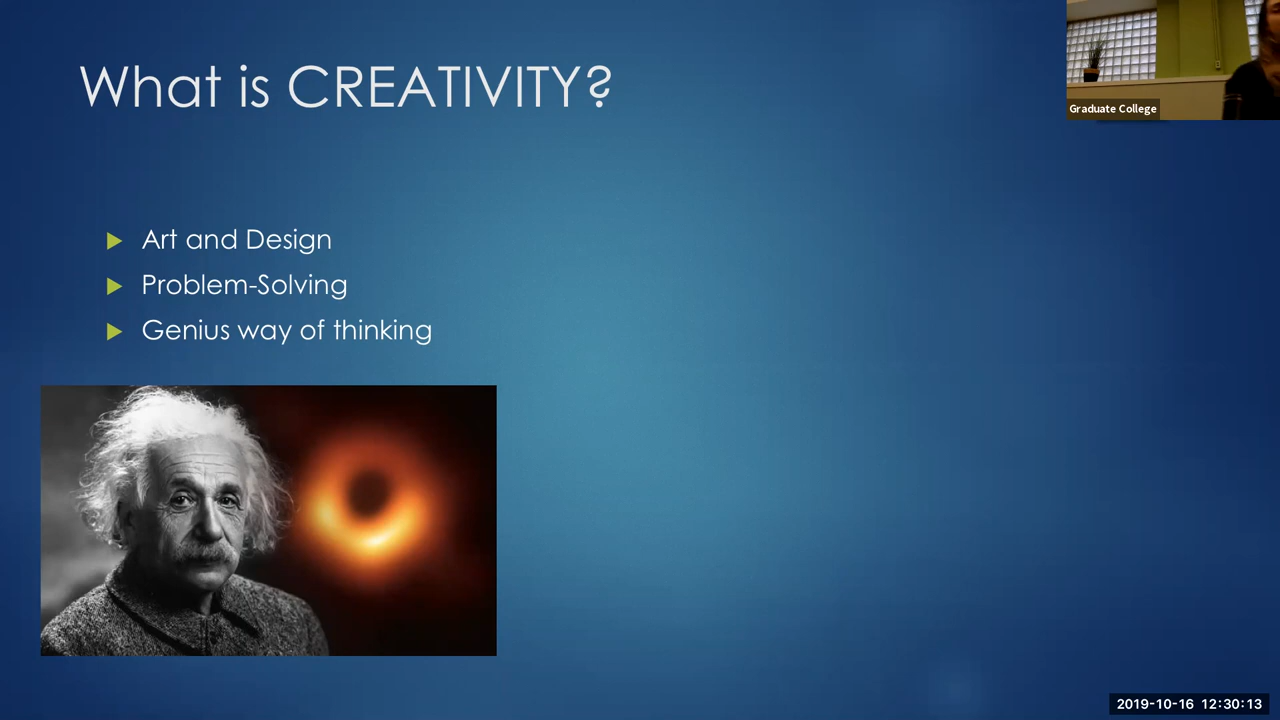 What is CREATIVITY?
Graduate College
Art and Design
Problem-Solving
Genius way of thinking
2019-10-16 12:30:13